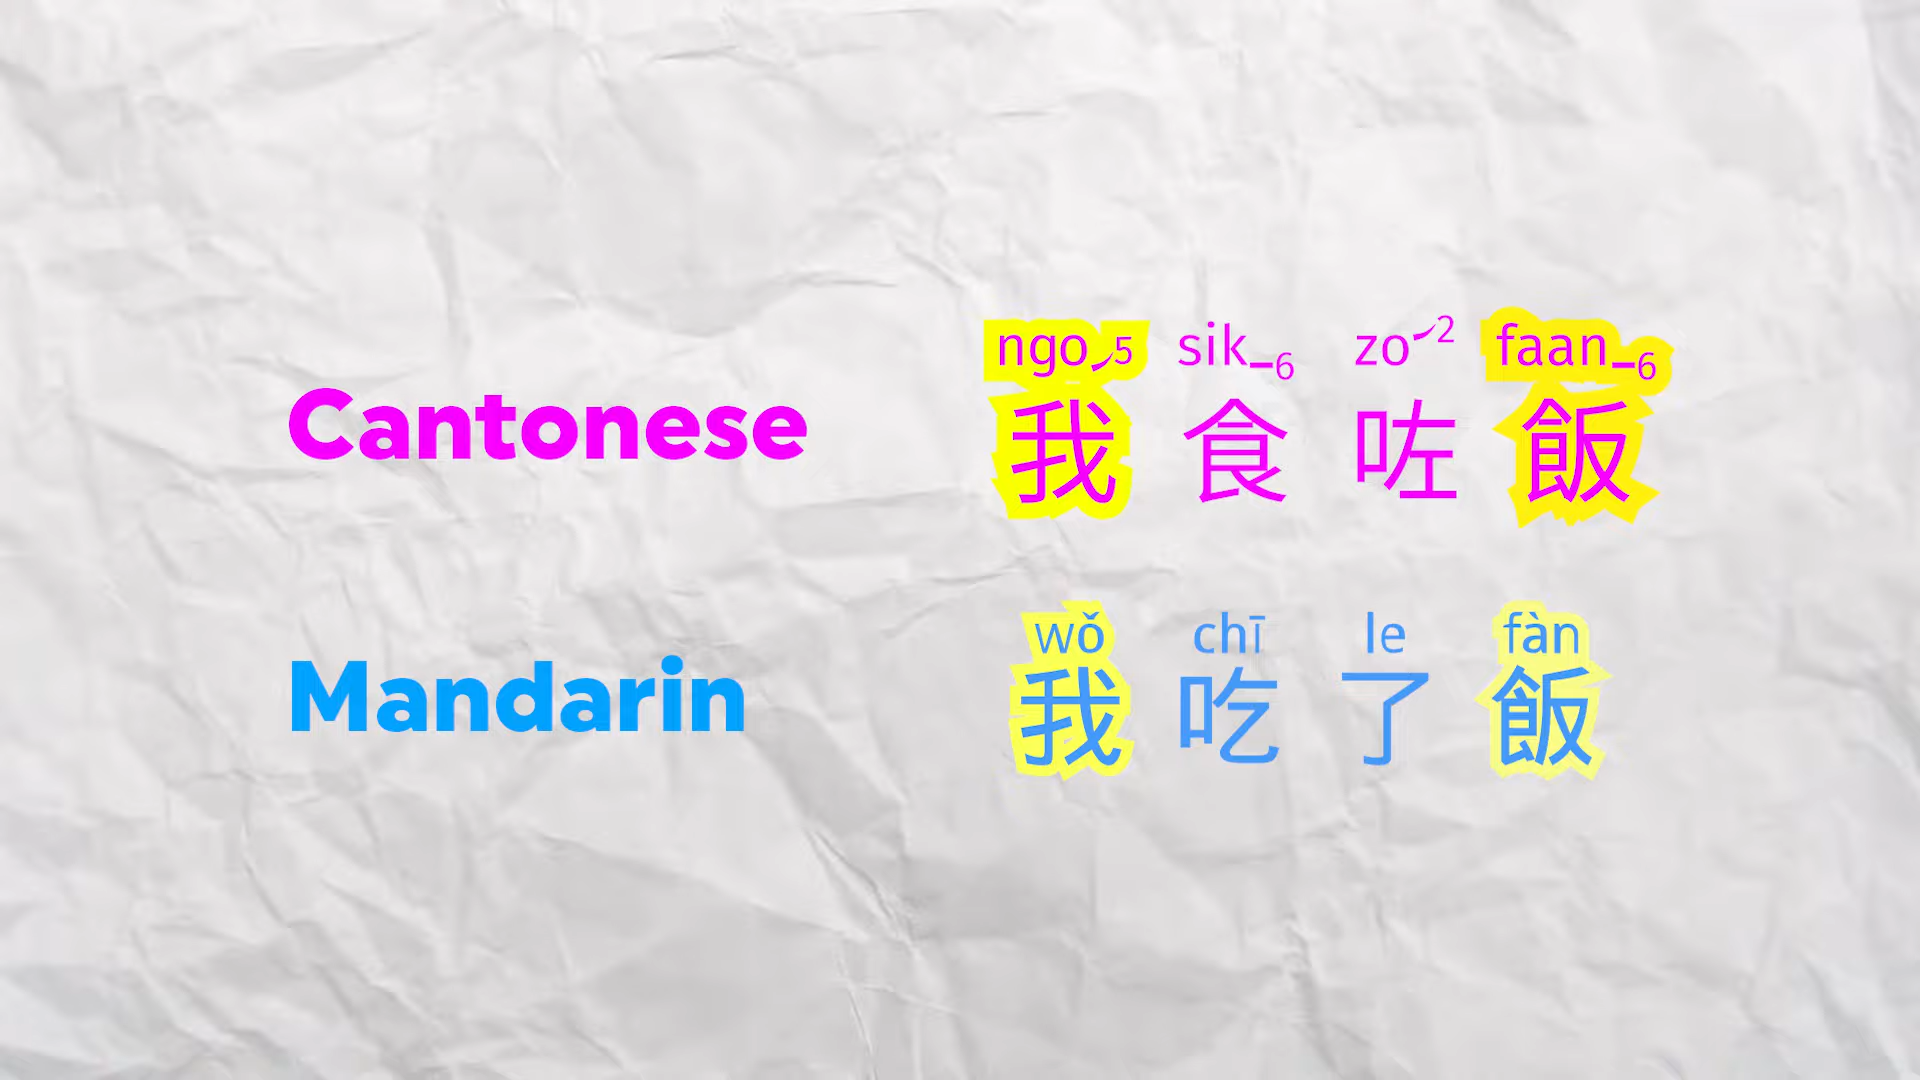 Cantonese
ngo5 sik6 zo2 faan6
我食咗飯
Mandarin
wǒ chī le fàn
我吃了飯